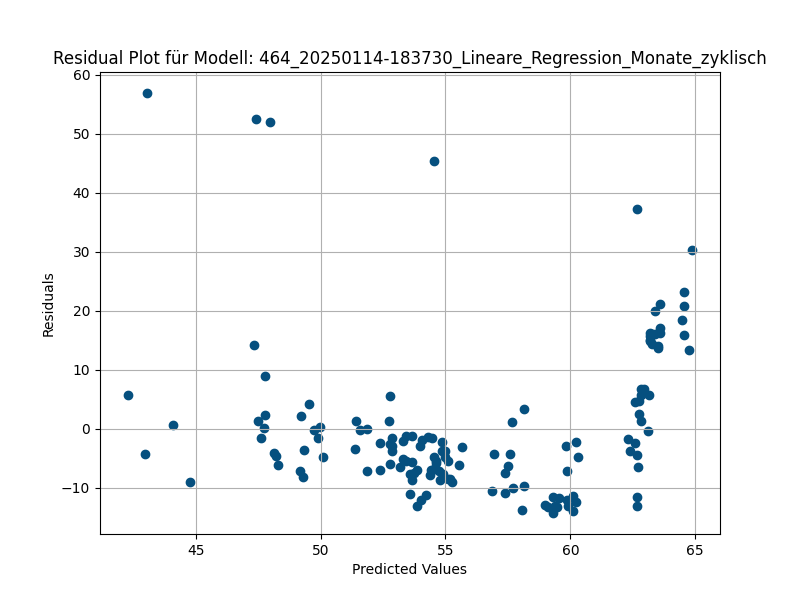 Residual Plot für Modell: 464_20250114-183730_Lineare_Regression_Monate_zyklisch
60
50
40
30
20
10
0
−10
Residuals
45 50 55 60 65
Predicted Values